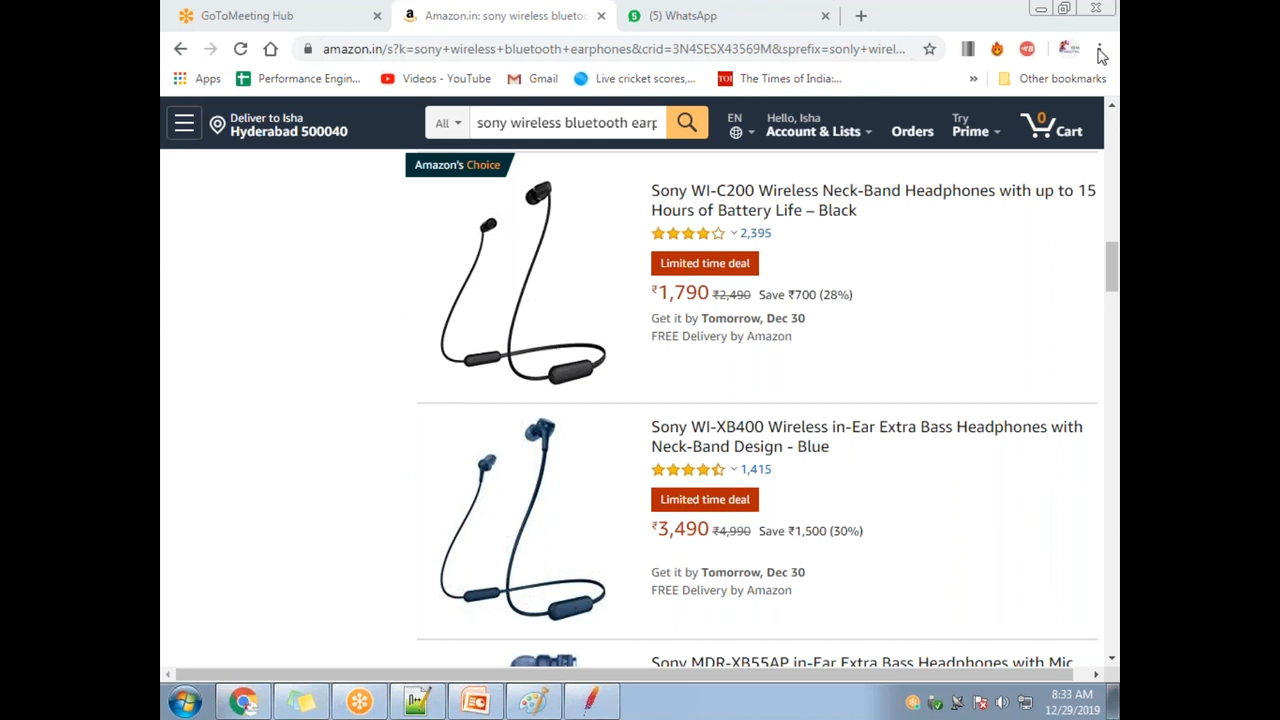 GoToMeeting Hub
Amazon.in: sony wireless bluetoo
(5) WhatsApp
amazon.in/s?k=sony+wireless+bluetooth+earphones&crid=3N4SESX43569M&sprefix=sonly+wirel...
Apps
Performance Engin...
Videos - YouTube
Gmail
Live cricket scores,...
The Times of India:...
»
Other bookmarks
Deliver to Isha
Hyderabad 500040
All
sony wireless bluetooth earp
EN
Hello, Isha
Account & Lists
Orders
Try
Prime
0
Cart
Amazon's Choice
Sony WI-C200 Wireless Neck-Band Headphones with up to 15
Hours of Battery Life – Black
2,395
Limited time deal
₹1,790 ₹2,490 Save ₹700 (28%)
Get it by Tomorrow, Dec 30
FREE Delivery by Amazon
Sony WI-XB400 Wireless in-Ear Extra Bass Headphones with
Neck-Band Design - Blue
1,415
Limited time deal
₹3,490 ₹4,990 Save ₹1,500 (30%)
Get it by Tomorrow, Dec 30
FREE Delivery by Amazon
Sony MDR-XB55AP in-Ear Extra Bass Headphones with Mic
8:33 AM
12/29/2019